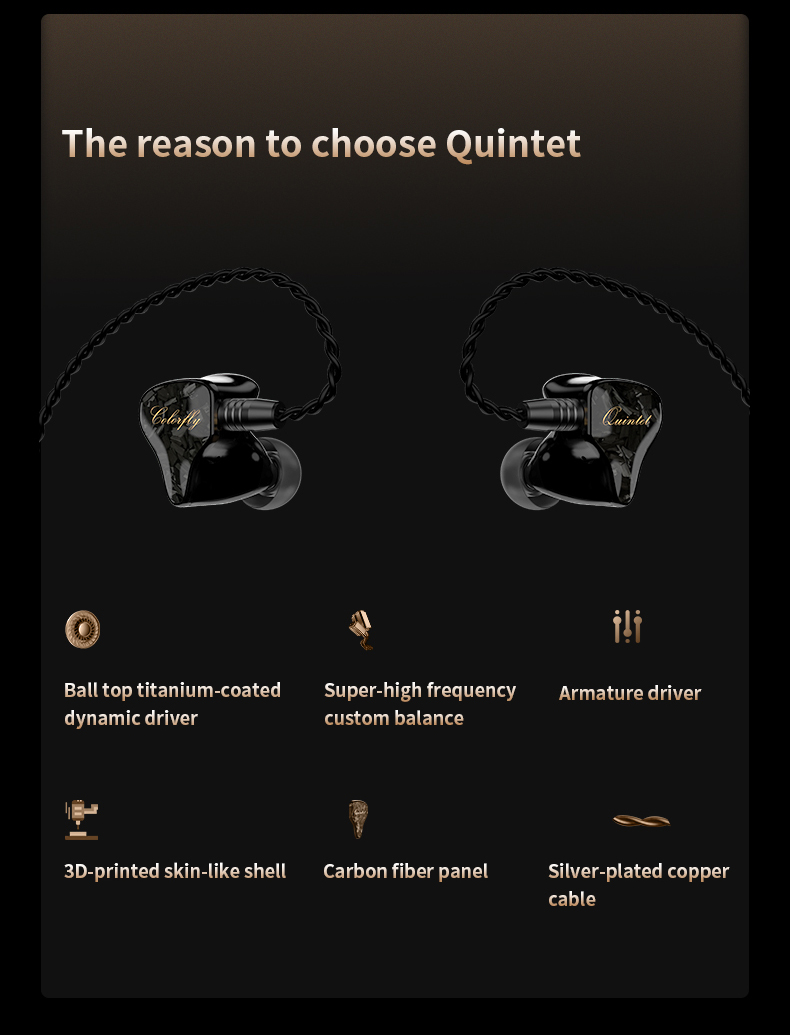 The reason to choose Quintet
Colorfly
Quintet
Ball top titanium-coated
dynamic driver
Super-high frequency
custom balance
Armature driver
3D-printed skin-like shell
Carbon fiber panel
Silver-plated copper
cable